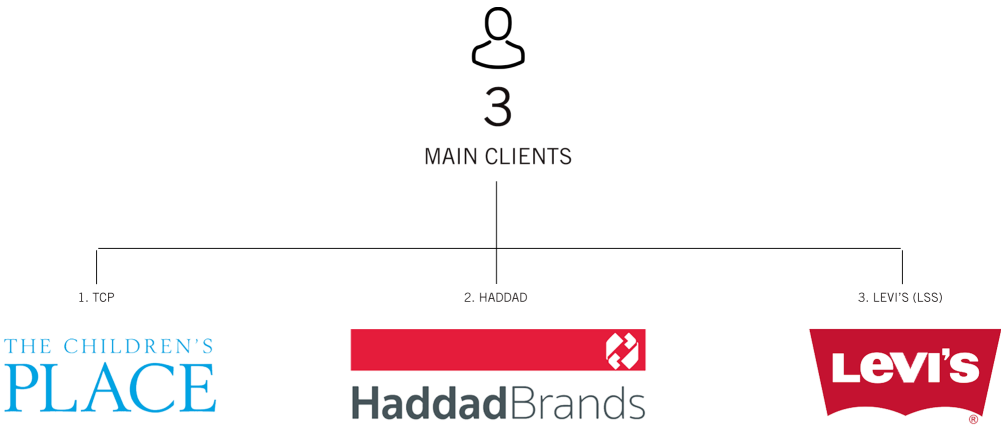 3
MAIN CLIENTS
1. TCP
2. HADDAD
3. LEVI'S (LSS)
THE CHILDREN'S
PLACE
HaddadBrands
LEVI'S
®